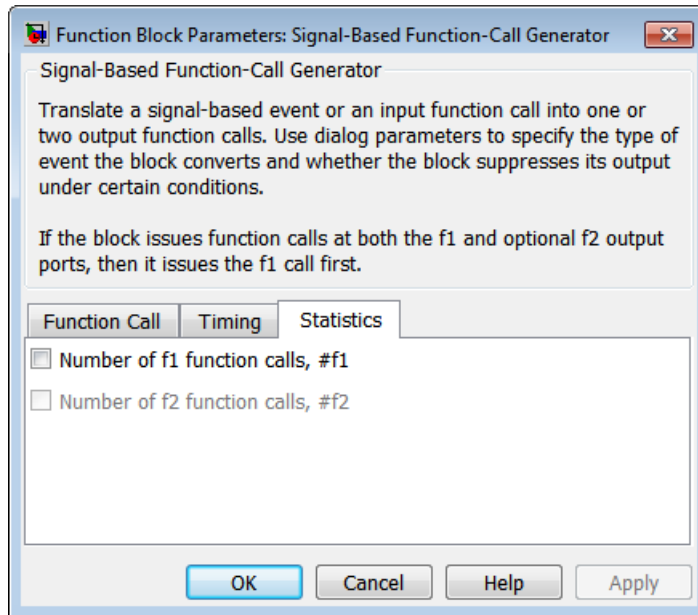 Function Block Parameters: Signal-Based Function-Call Generator
Signal-Based Function-Call Generator
Translate a signal-based event or an input function call into one or
two output function calls. Use dialog parameters to specify the type of
event the block converts and whether the block suppresses its output
under certain conditions.
If the block issues function calls at both the f1 and optional f2 output
ports, then it issues the f1 call first.
Function Call Timing Statistics
Number of f1 function calls, #f1
Number of f2 function calls, #f2
OK Cancel Help Apply